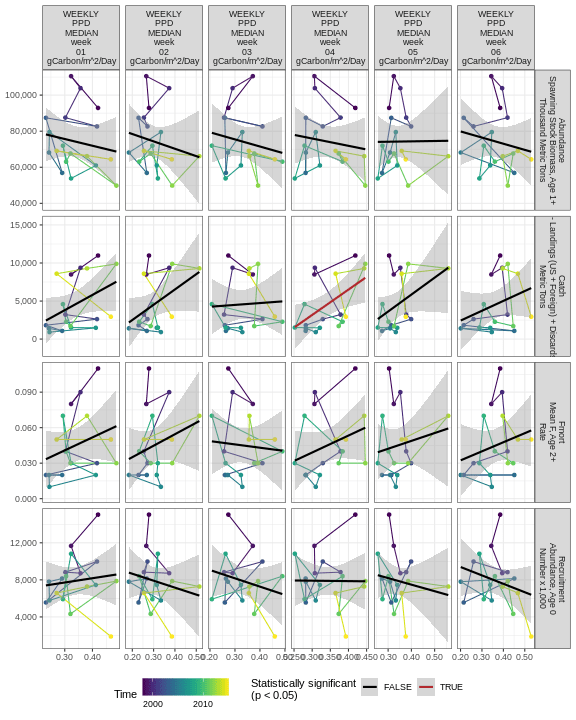 WEEKLY
PPD
MEDIAN
week
01
gCarbon/m^2/Day
WEEKLY
PPD
MEDIAN
week
02
gCarbon/m^2/Day
WEEKLY
PPD
MEDIAN
week
03
gCarbon/m^2/Day
WEEKLY
PPD
MEDIAN
week
04
gCarbon/m^2/Day
WEEKLY
PPD
MEDIAN
week
05
gCarbon/m^2/Day
WEEKLY
PPD
MEDIAN
week
06
gCarbon/m^2/Day
100,000
80,000
60,000
40,000
Abundance
Spawning Stock Biomass, Age 1+
Thousand Metric Tons
15,000
10,000
5,000
0
Catch
- Landings (US + Foreign) + Discards
Metric Tons
0.090
0.060
0.030
0.000
Fmort
Mean F, Age 2+
Rate
12,000
8,000
4,000
Recruitment
Abundance, Age 0
Number x 1,000
0.30 0.40
0.20 0.30 0.40 0.50
0.20 0.30 0.40 0.50
0.250 0.300 0.350 0.400 0.450
0.30 0.40 0.50
0.20 0.30 0.40 0.50
Time
2000 2010
Statistically significant
(p < 0.05)
FALSE
TRUE